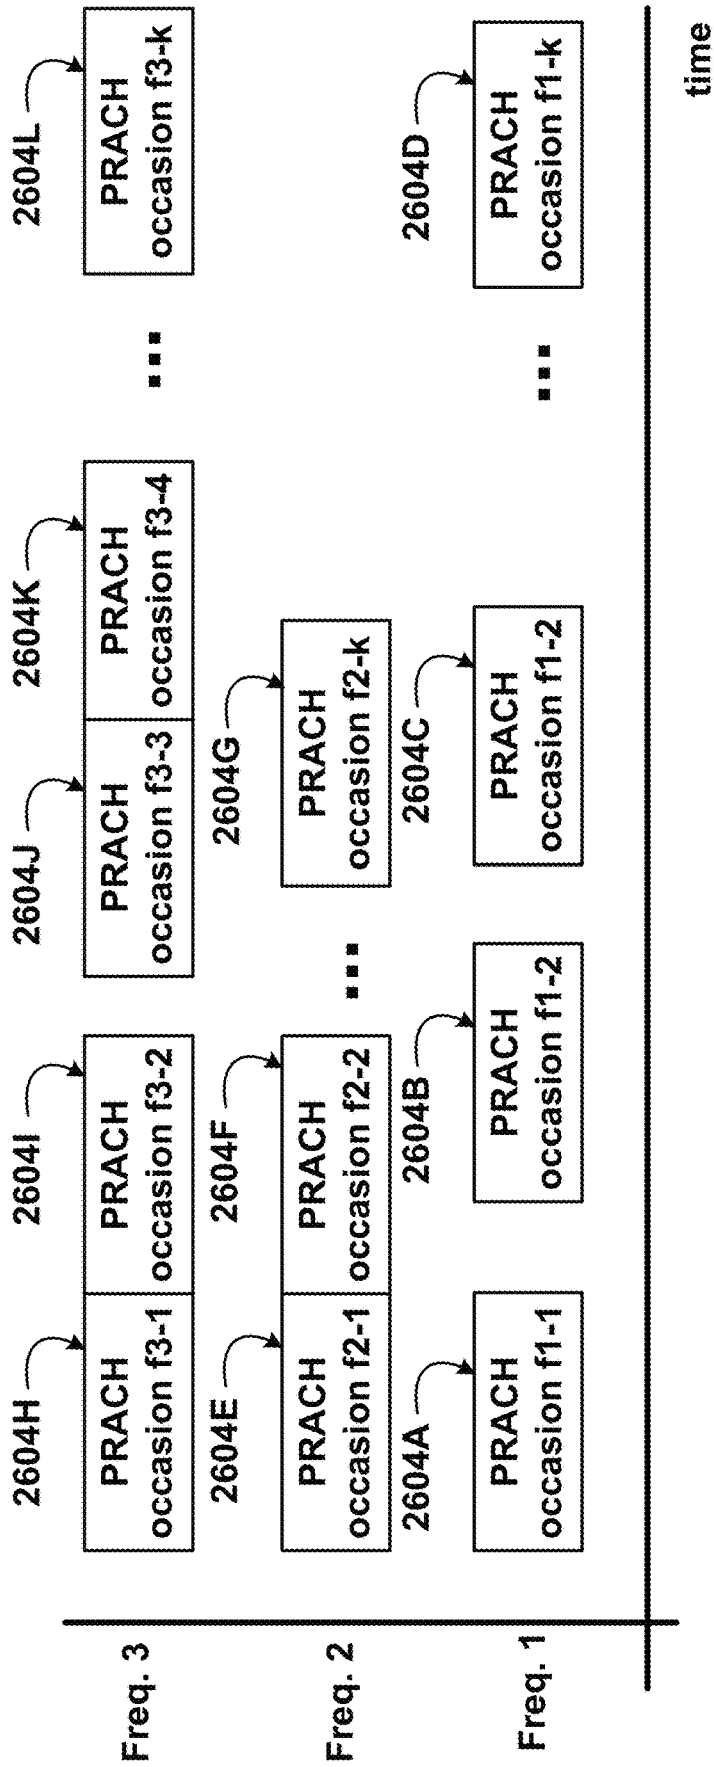 2604H
2604I
2604J
2604K
2604L
Freq. 3
PRACH
occasion f3-1
PRACH
occasion f3-2
PRACH
occasion f3-3
PRACH
occasion f3-4
...
PRACH
occasion f3-k
2604E
2604F
2604G
Freq. 2
PRACH
occasion f2-1
PRACH
occasion f2-2
...
PRACH
occasion f2-k
2604A
2604B
2604C
2604D
Freq. 1
PRACH
occasion f1-1
PRACH
occasion f1-2
PRACH
occasion f1-2
...
PRACH
occasion f1-k
time